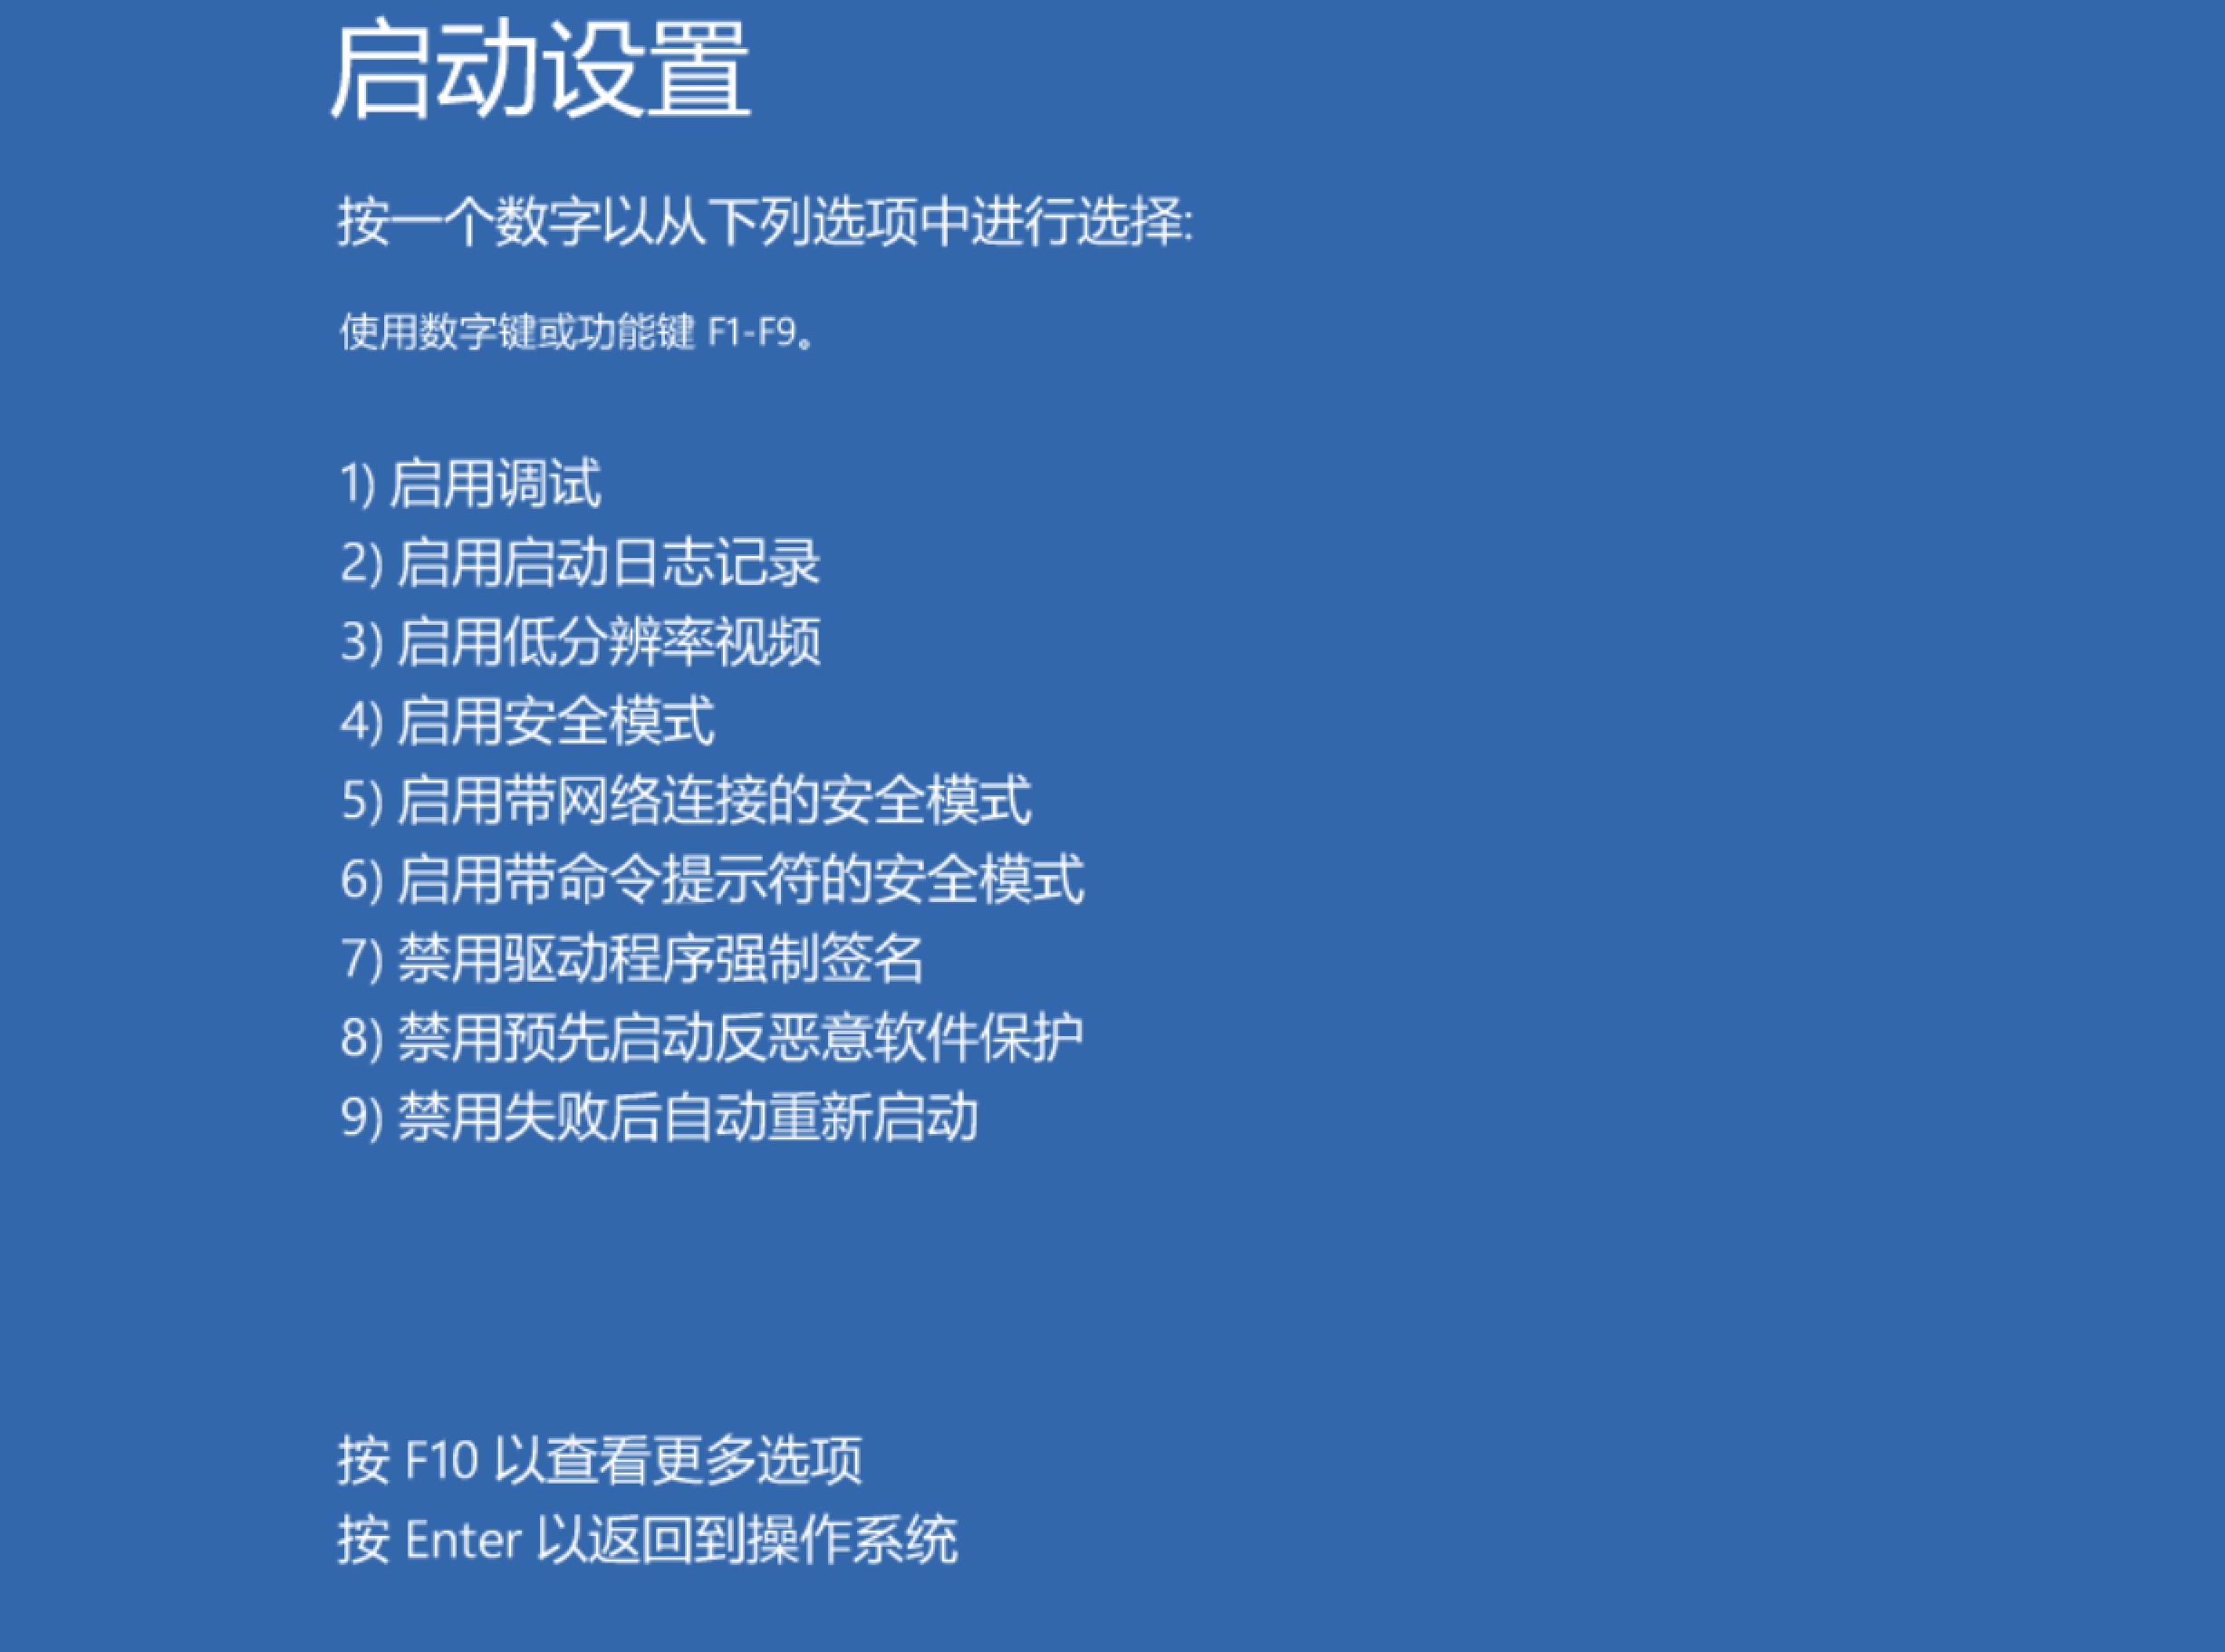 启动设置
按一个数字以从下列选项中进行选择:
使用数字键或功能键 F1-F9。
1) 启用调试
2) 启用启动日志记录
3) 启用低分辨率视频
4) 启用安全模式
5) 启用带网络连接的安全模式
6) 启用带命令提示符的安全模式
7) 禁用驱动程序强制签名
8) 禁用预先启动反恶意软件保护
9) 禁用失败后自动重新启动
按 F10 以查看更多选项
按 Enter 以返回到操作系统